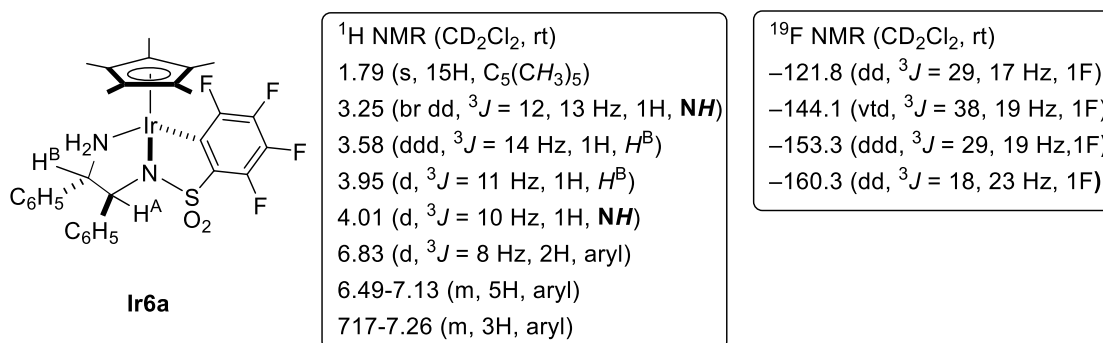 F
F
Ir
H2N
F
HB
N
S
F
C6H5
HA
O2
C6H5
Ir6a
1H NMR (CD2Cl2, rt)
1.79 (s, 15H, C5(CH3)5)
3.25 (br dd, 3J = 12, 13 Hz, 1H, NH)
3.58 (ddd, 3J = 14 Hz, 1H, HB)
3.95 (d, 3J = 11 Hz, 1H, HB)
4.01 (d, 3J = 10 Hz, 1H, NH)
6.83 (d, 3J = 8 Hz, 2H, aryl)
6.49-7.13 (m, 5H, aryl)
717-7.26 (m, 3H, aryl)
19F NMR (CD2Cl2, rt)
–121.8 (dd, 3J = 29, 17 Hz, 1F)
–144.1 (vtd, 3J = 38, 19 Hz, 1F)
–153.3 (ddd, 3J = 29, 19 Hz,1F)
–160.3 (dd, 3J = 18, 23 Hz, 1F)